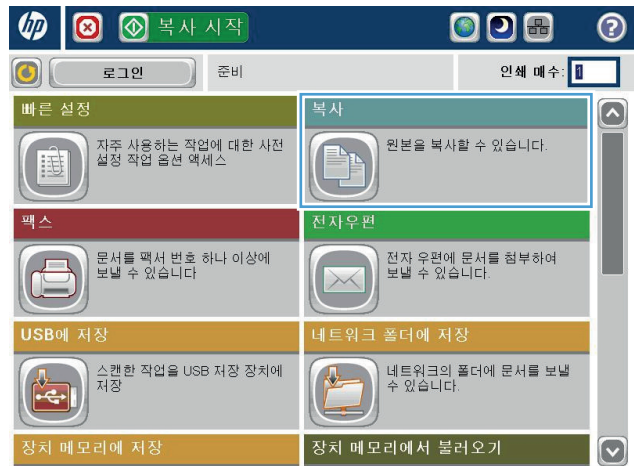 hp
복사 시작
?
로그인
준비
인쇄 매수: 1
빠른 설정
자주 사용하는 작업에 대한 사전
설정 작업 옵션 액세스
복사
원본을 복사할 수 있습니다.
팩스
문서를 팩서 번호 하나 이상에
보낼 수 있습니다
전자우편
전자 우편에 문서를 첨부하여
보낼 수 있습니다.
USB에 저장
스캔한 작업을 USB 저장 장치에
저장
네트워크 폴더에 저장
네트워크의 폴더에 문서를 보낼
수 있습니다.
장치 메모리에 저장
장치 메모리에서 불러오기